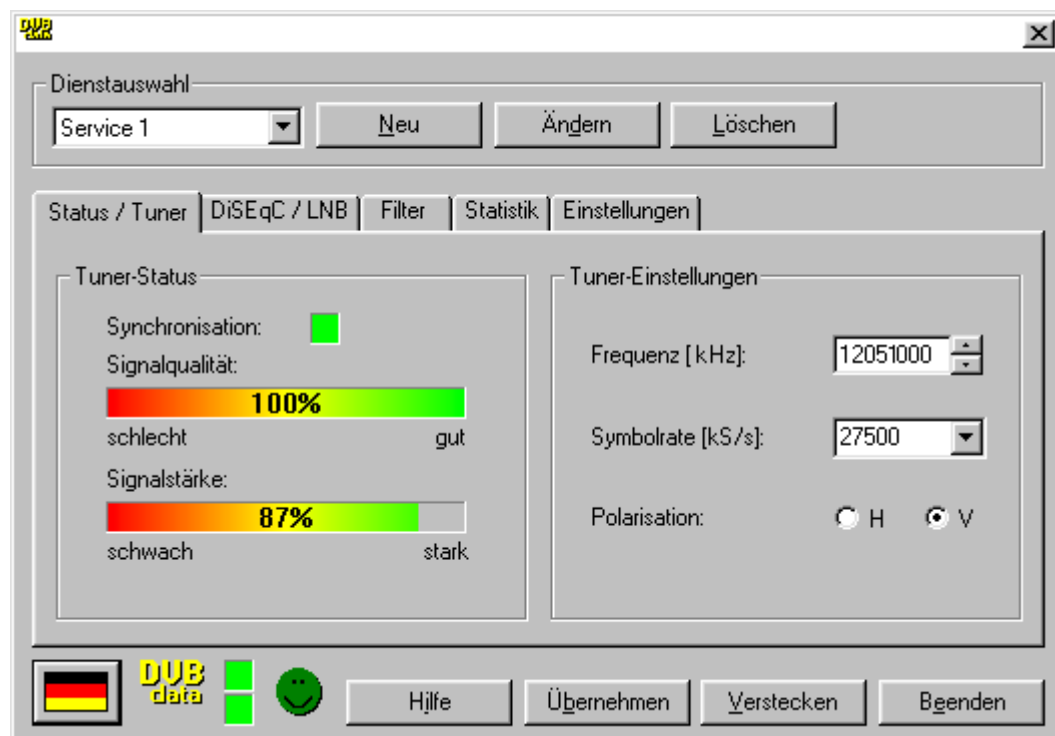 DVB
data
Dienstauswahl
Service 1 Neu Ändern Löschen
Status / Tuner DiSEqC / LNB Filter Statistik Einstellungen
Tuner-Status
Synchronisation:
Signalqualität:
100%
schlecht gut
Signalstärke:
87%
schwach stark
Tuner-Einstellungen
Frequenz [kHz]: 12051000
Symbolrate [kS/s]: 27500
Polarisation: H V
DVB
data
Hilfe Übernehmen Verstecken Beenden